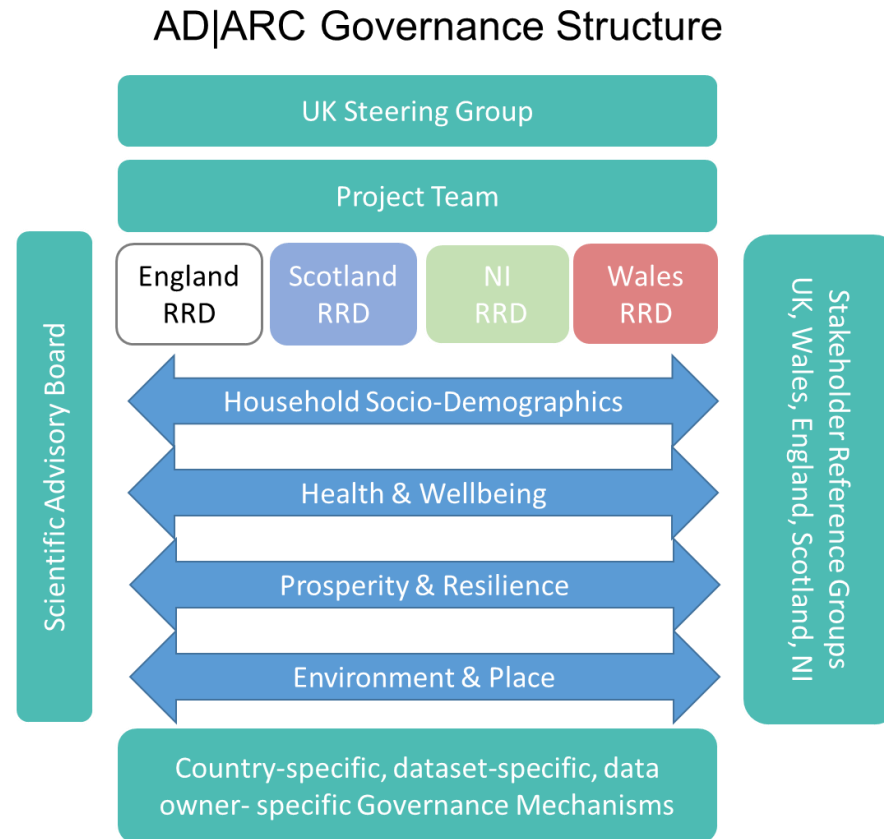 AD|ARC Governance Structure
UK Steering Group
Project Team
Scientific Advisory Board
England
RRD
Scotland
RRD
NI
RRD
Wales
RRD
Household Socio-Demographics
Health & Wellbeing
Prosperity & Resilience
Environment & Place
Stakeholder Reference Groups
UK, Wales, England, Scotland, NI
Country-specific, dataset-specific, data
owner- specific Governance Mechanisms